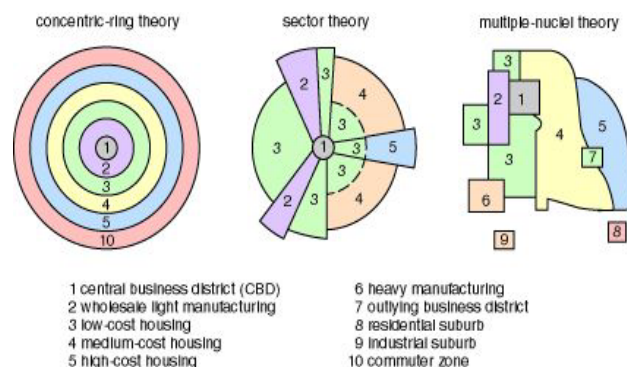 concentric-ring theory
sector theory
multiple-nuclei theory
1
2
3
4
5
10
2
3
4
3
3
1
3
5
3
2
3
4
3
2
1
3
4
5
3
7
6
8
9
1 central business district (CBD)
2 wholesale light manufacturing
3 low-cost housing
4 medium-cost housing
5 high-cost housing
6 heavy manufacturing
7 outlying business district
8 residential suburb
9 industrial suburb
10 commuter zone